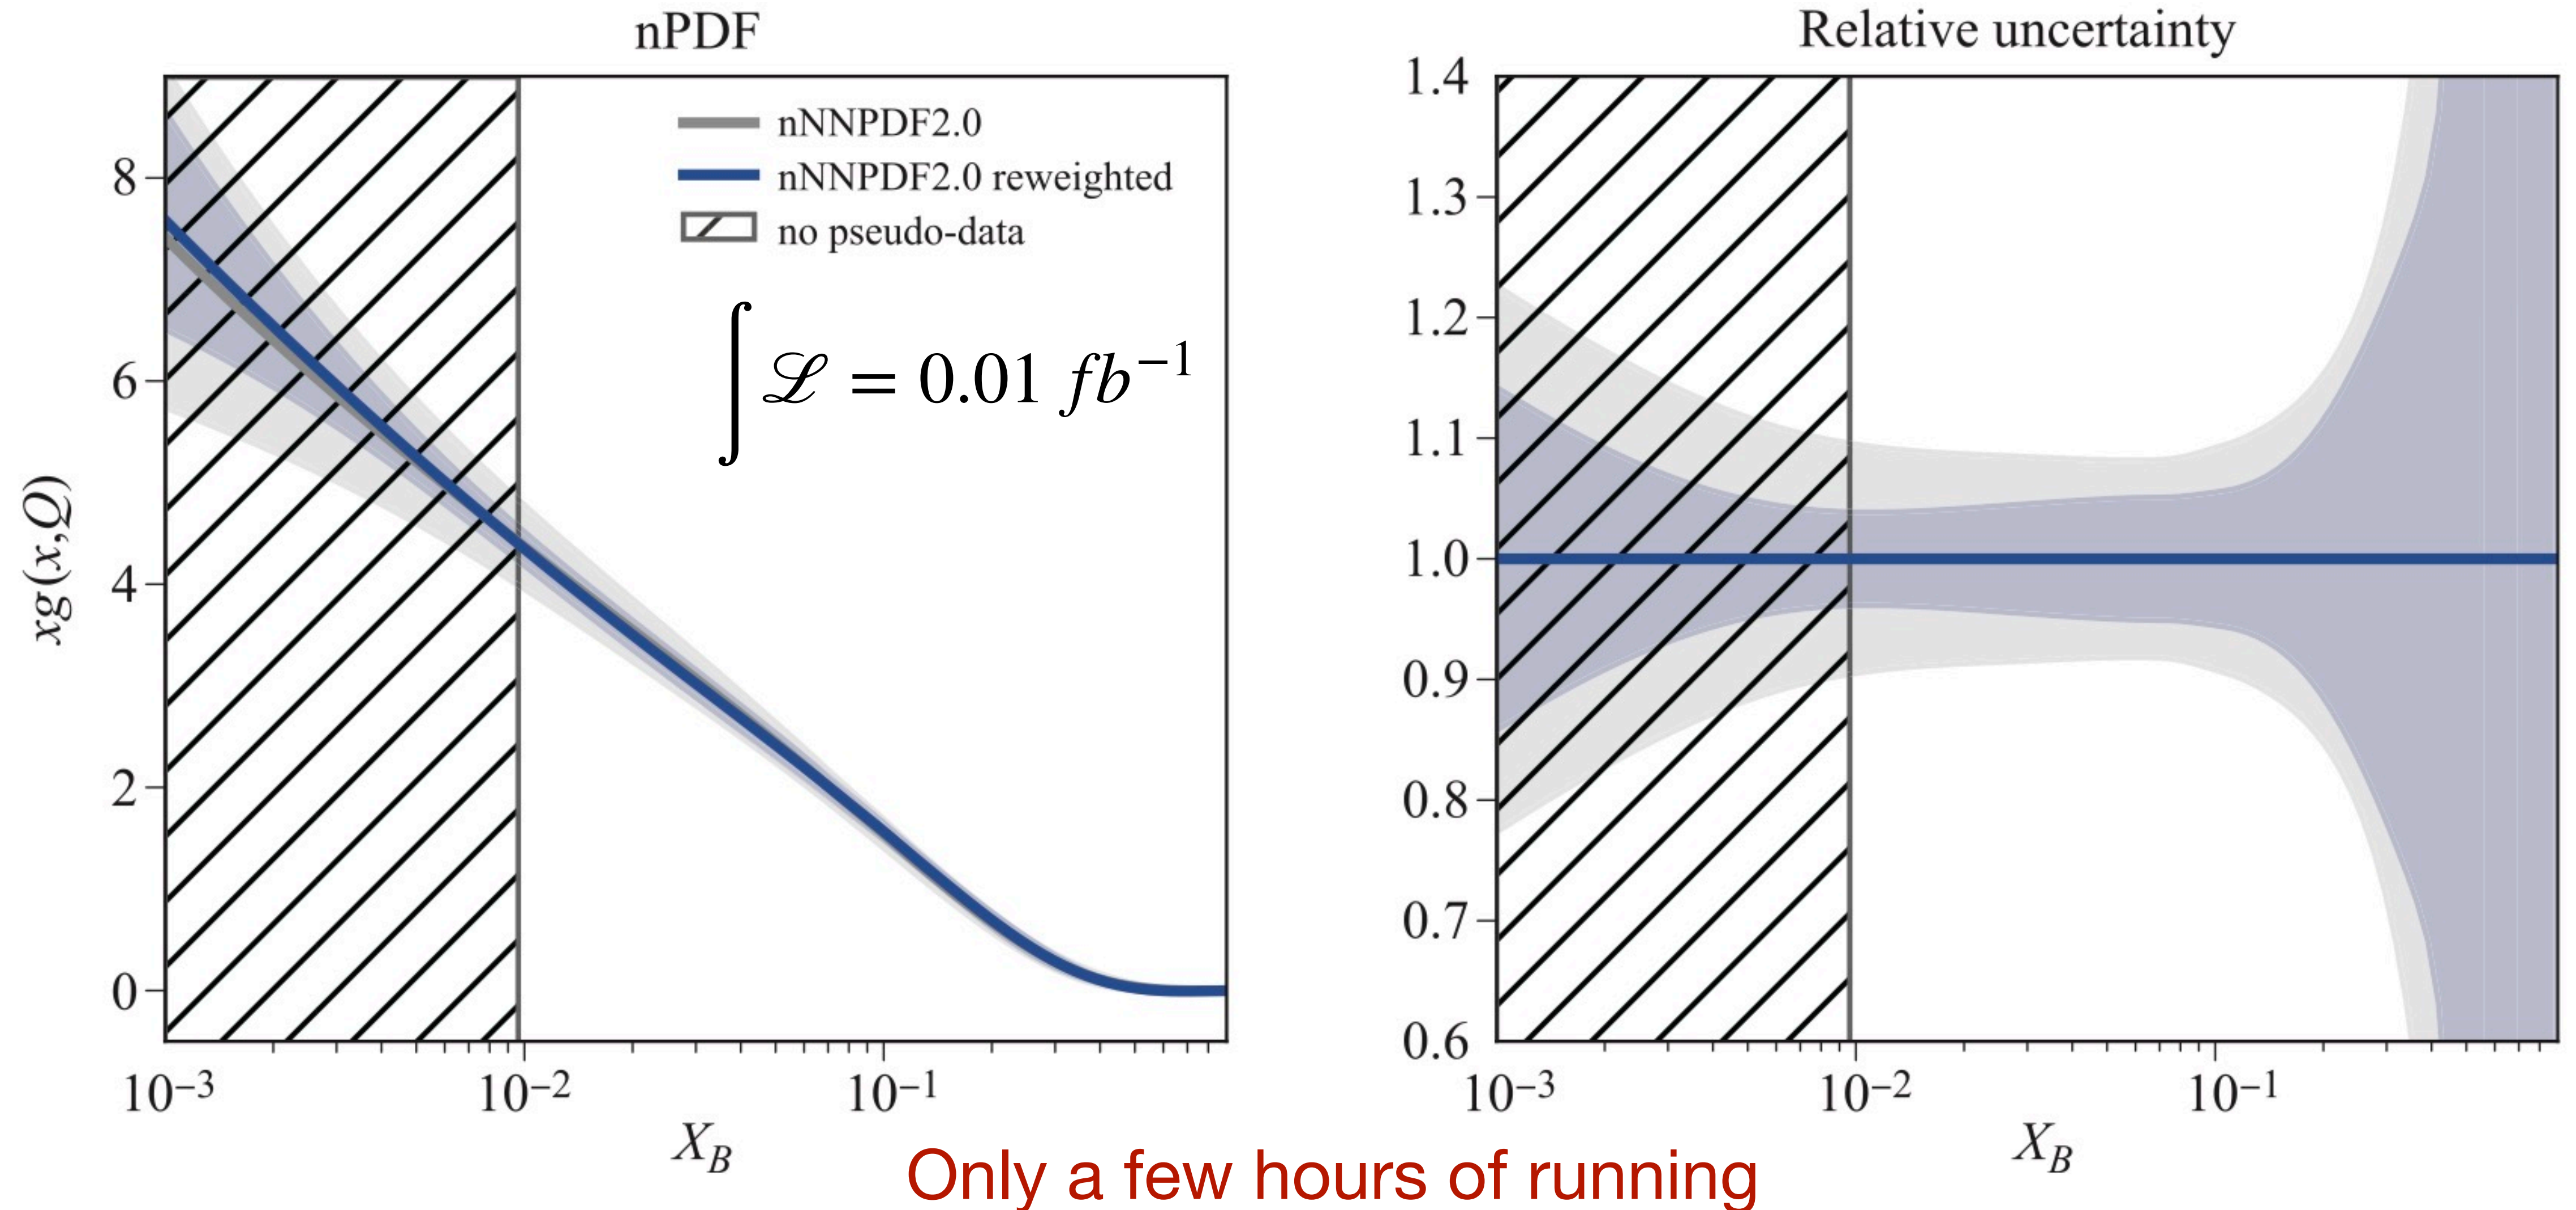 nPDF
nNNPDF2.0
nNNPDF2.0 reweighted
no pseudo-data
∫ℒ = 0.01 fb⁻¹
xg(x,Q)
8
6
4
2
0
10⁻³
10⁻²
10⁻¹
X_B
Relative uncertainty
1.4
1.3
1.2
1.1
1.0
0.9
0.8
0.7
0.6
10⁻³
10⁻²
10⁻¹
X_B
Only a few hours of running